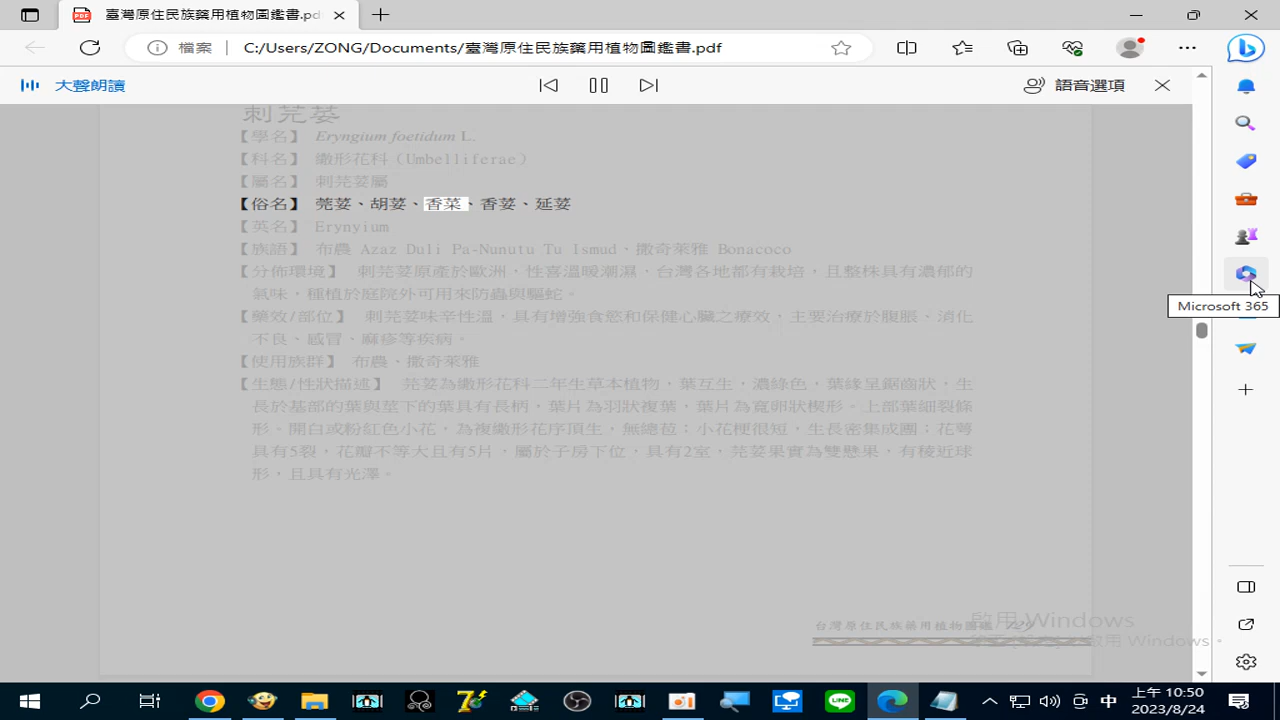 臺灣原住民族藥用植物圖鑑書.pdf
檔案 C:/Users/ZONG/Documents/臺灣原住民族藥用植物圖鑑書.pdf
大聲朗讀
語音選項
刺芫荽
【學名】 Eryngium foetidum L.
【科名】 繖形花科（Umbelliferae）
【屬名】 刺芫荽屬
【俗名】 莞荽、胡荽、香菜、香荽、延荽
【英名】 Erynyium
【族語】 布農 Azaz Duli Pa-Nunutu Tu Ismud、撒奇萊雅 Bonacoco
【分佈環境】 刺芫荽原產於歐洲，性喜溫暖潮濕，台灣各地都有栽培，且整株具有濃郁的
氣味，種植於庭院外可用來防蟲與驅蛇。
【藥效/部位】 刺芫荽味辛性溫，具有增強食慾和保健心臟之療效，主要治療於腹脹、消化
不良、感冒、麻疹等疾病。
【使用族群】 布農、撒奇萊雅
【生態/性狀描述】 芫荽為繖形花科二年生草本植物，葉互生，濃綠色，葉緣呈鋸齒狀，生
長於基部的葉與莖下的葉具有長柄，葉片為羽狀複葉，葉片為寬卵狀楔形。上部葉細裂條
形。開白或粉紅色小花，為複繖形花序頂生，無總苞；小花梗很短，生長密集成團；花萼
具有5裂，花瓣不等大且有5片，屬於子房下位，具有2室，芫荽果實為雙懸果，有稜近球
形，且具有光澤。
Microsoft 365
台灣原住民族藥用植物圖鑑
啟用 Windows
啟用 Windows。
中
上午 10:50
2023/8/24